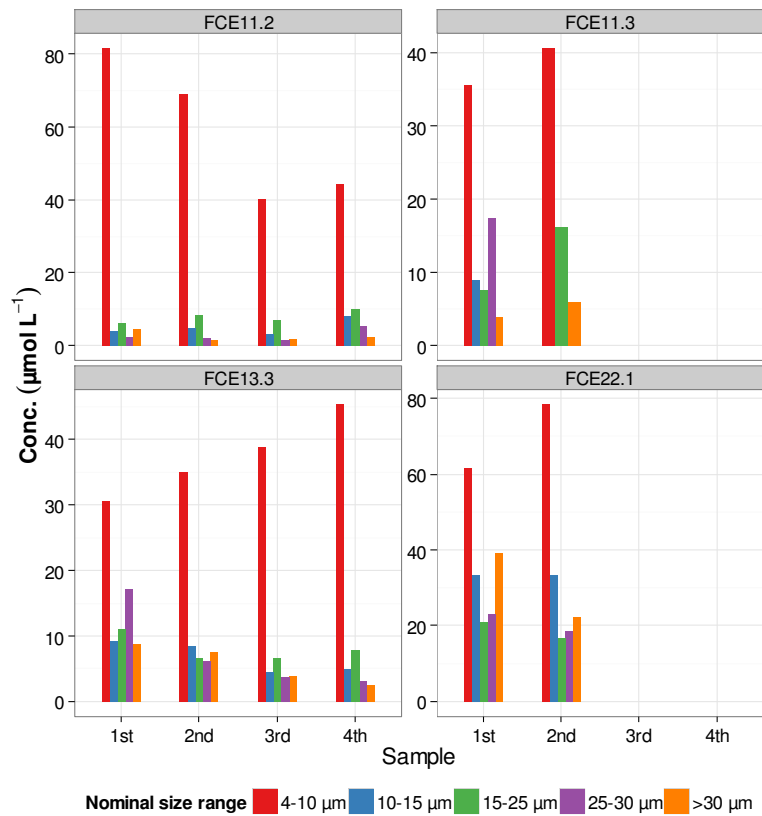 FCE11.2
FCE11.3
80
60
40
20
0
40
30
20
10
0
FCE13.3
FCE22.1
40
30
20
10
0
80
60
40
20
0
1st 2nd 3rd 4th
1st 2nd 3rd 4th
Conc. (µmol L⁻¹)
Sample
Nominal size range 4-10 µm 10-15 µm 15-25 µm 25-30 µm >30 µm